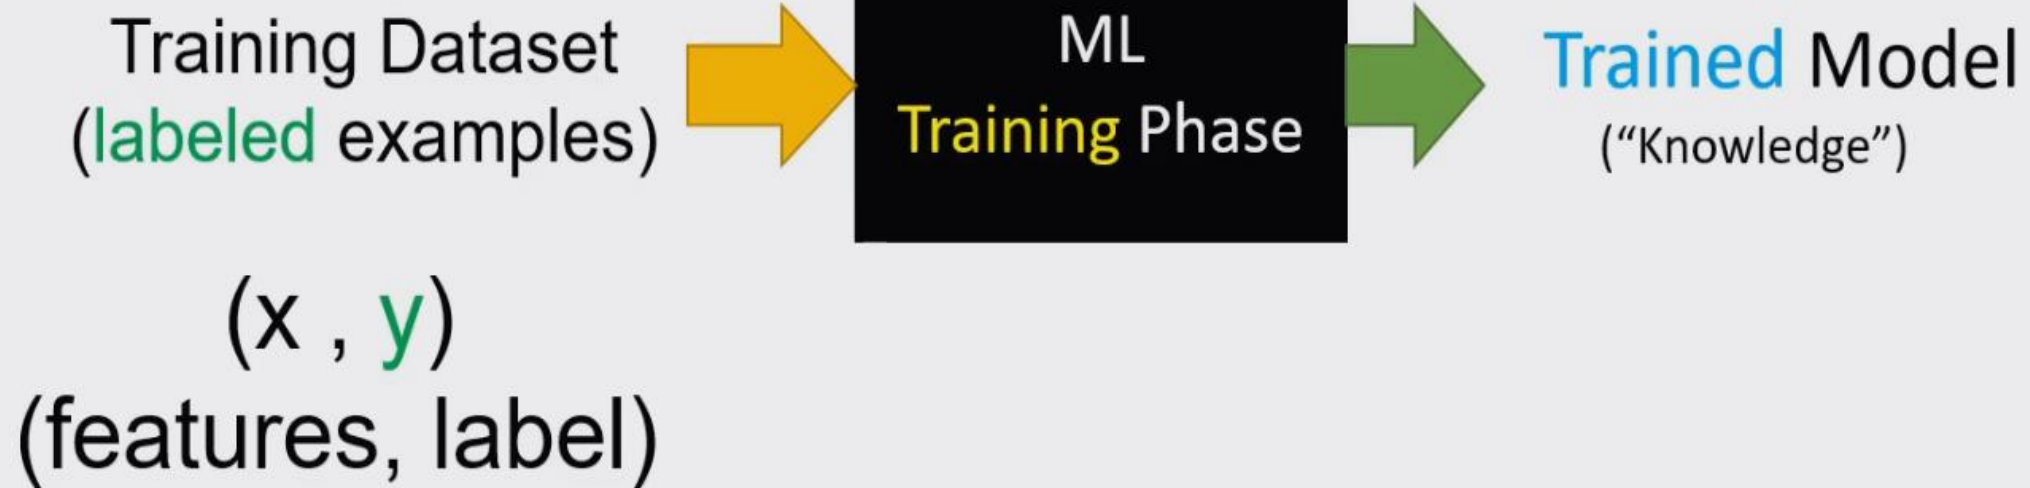 Training Dataset
(labeled examples)
ML
Training Phase
Trained Model
(“Knowledge”)
(x , y)
(features, label)